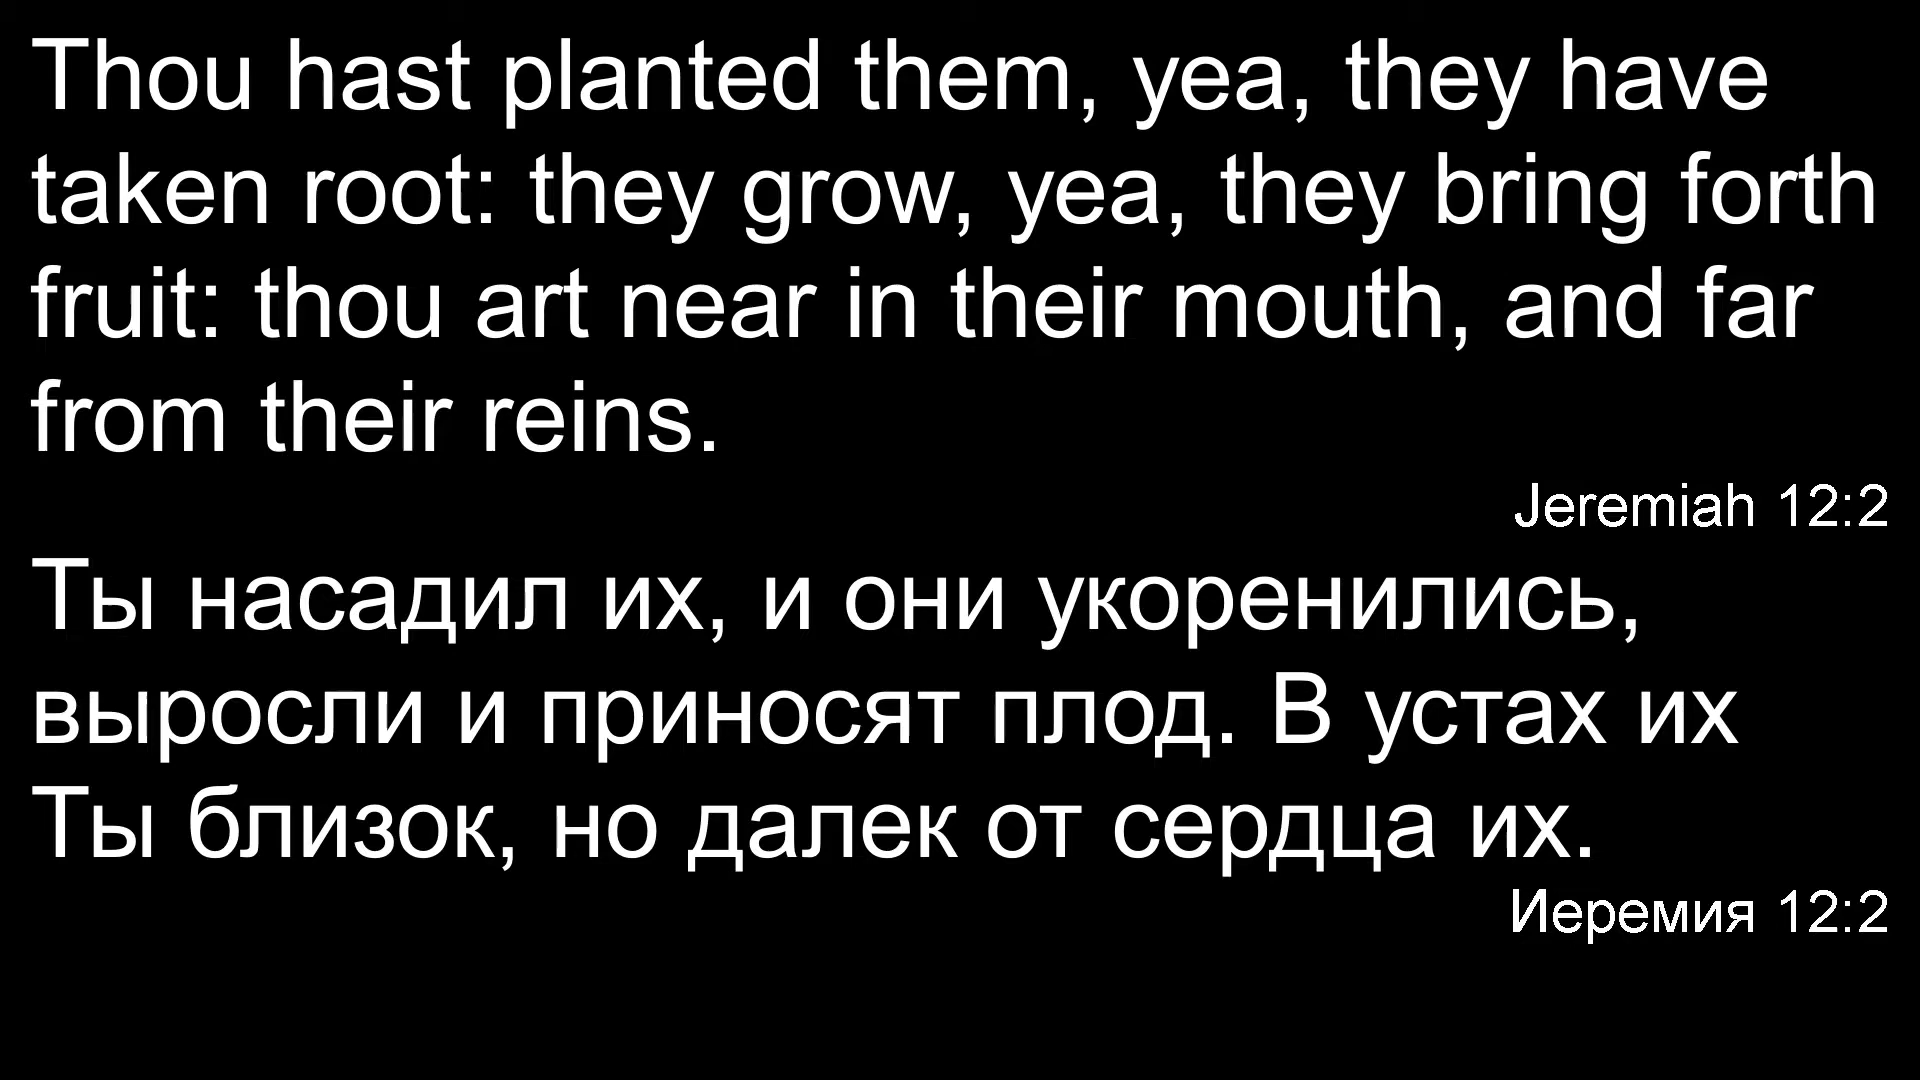 Thou hast planted them, yea, they have
taken root: they grow, yea, they bring forth
fruit: thou art near in their mouth, and far
from their reins.
Jeremiah 12:2
Ты насадил их, и они укоренились,
выросли и приносят плод. В устах их
Ты близок, но далек от сердца их.
Иеремия 12:2